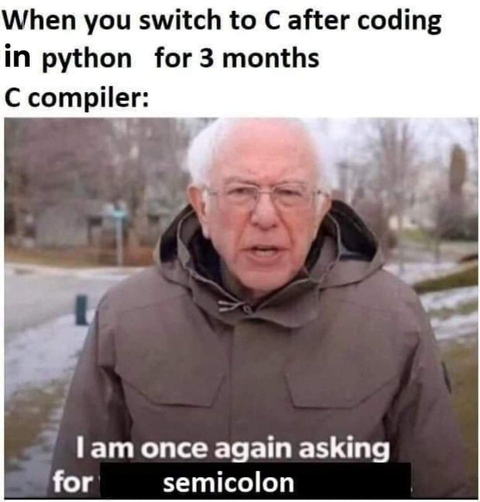 When you switch to C after coding
in python for 3 months
C compiler:
I am once again asking
for semicolon